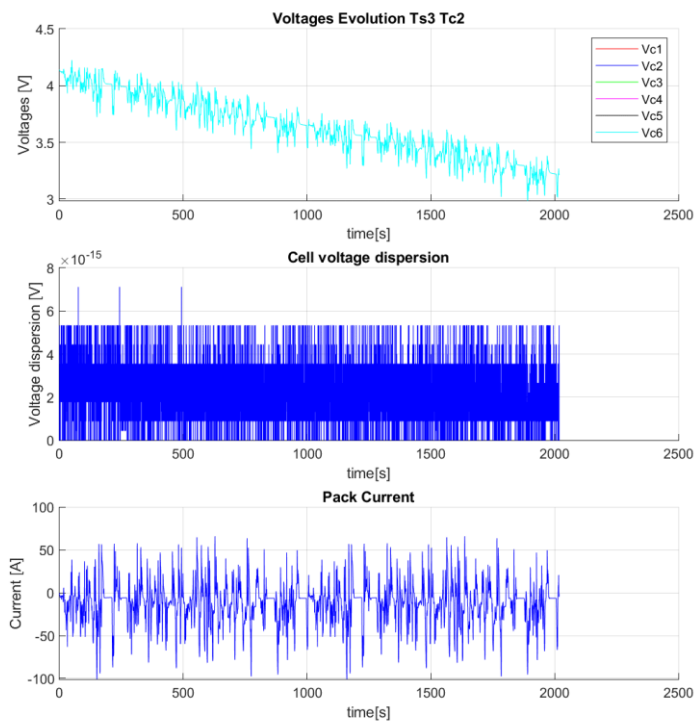 Voltages Evolution Ts3 Tc2
4.5
4
3.5
3
Voltages [V]
0 500 1000 1500 2000 2500
time[s]
Vc1
Vc2
Vc3
Vc4
Vc5
Vc6
Cell voltage dispersion
×10⁻¹⁵
8
6
4
2
0
Voltage dispersion [V]
0 500 1000 1500 2000 2500
time[s]
Pack Current
100
50
0
-50
-100
Current [A]
0 500 1000 1500 2000 2500
time[s]